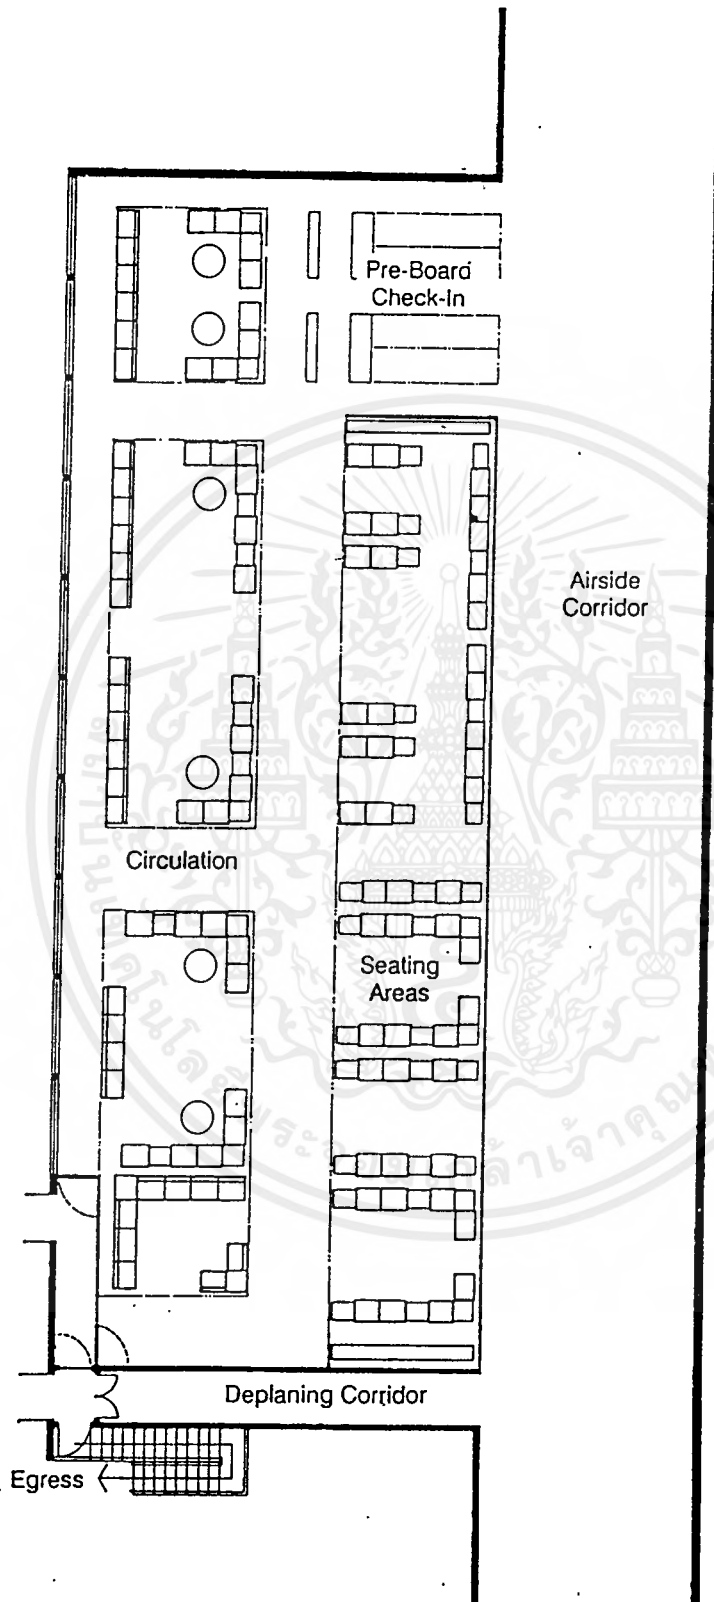 Pre-Board
Check-In
Airside
Corridor
Circulation
Seating
Areas
Deplaning Corridor
Egress